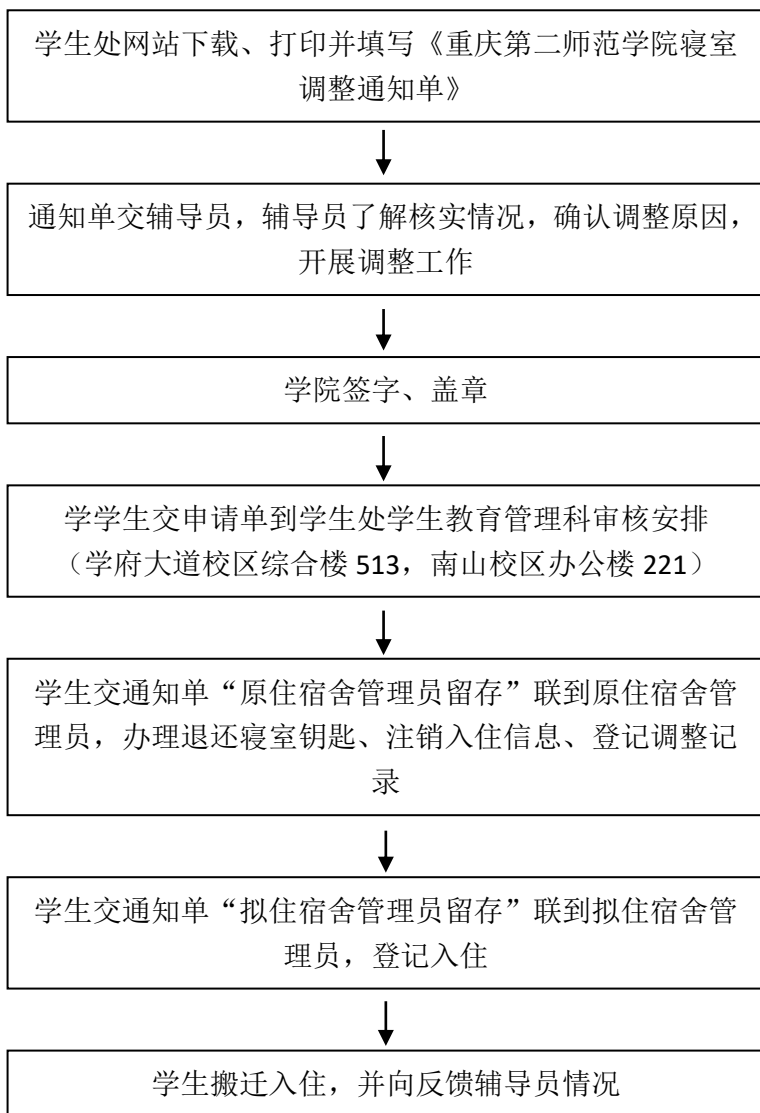 学生处网站下载、打印并填写《重庆第二师范学院寝室
调整通知单》
通知单交辅导员，辅导员了解核实情况，确认调整原因，
开展调整工作
学院签字、盖章
学学生交申请单到学生处学生教育管理科审核安排
（学府大道校区综合楼 513，南山校区办公楼 221）
学生交通知单“原住宿舍管理员留存”联到原住宿舍管
理员，办理退还寝室钥匙、注销入住信息、登记调整记
录
学生交通知单“拟住宿舍管理员留存”联到拟住宿舍管
理员，登记入住
学生搬迁入住，并向反馈辅导员情况